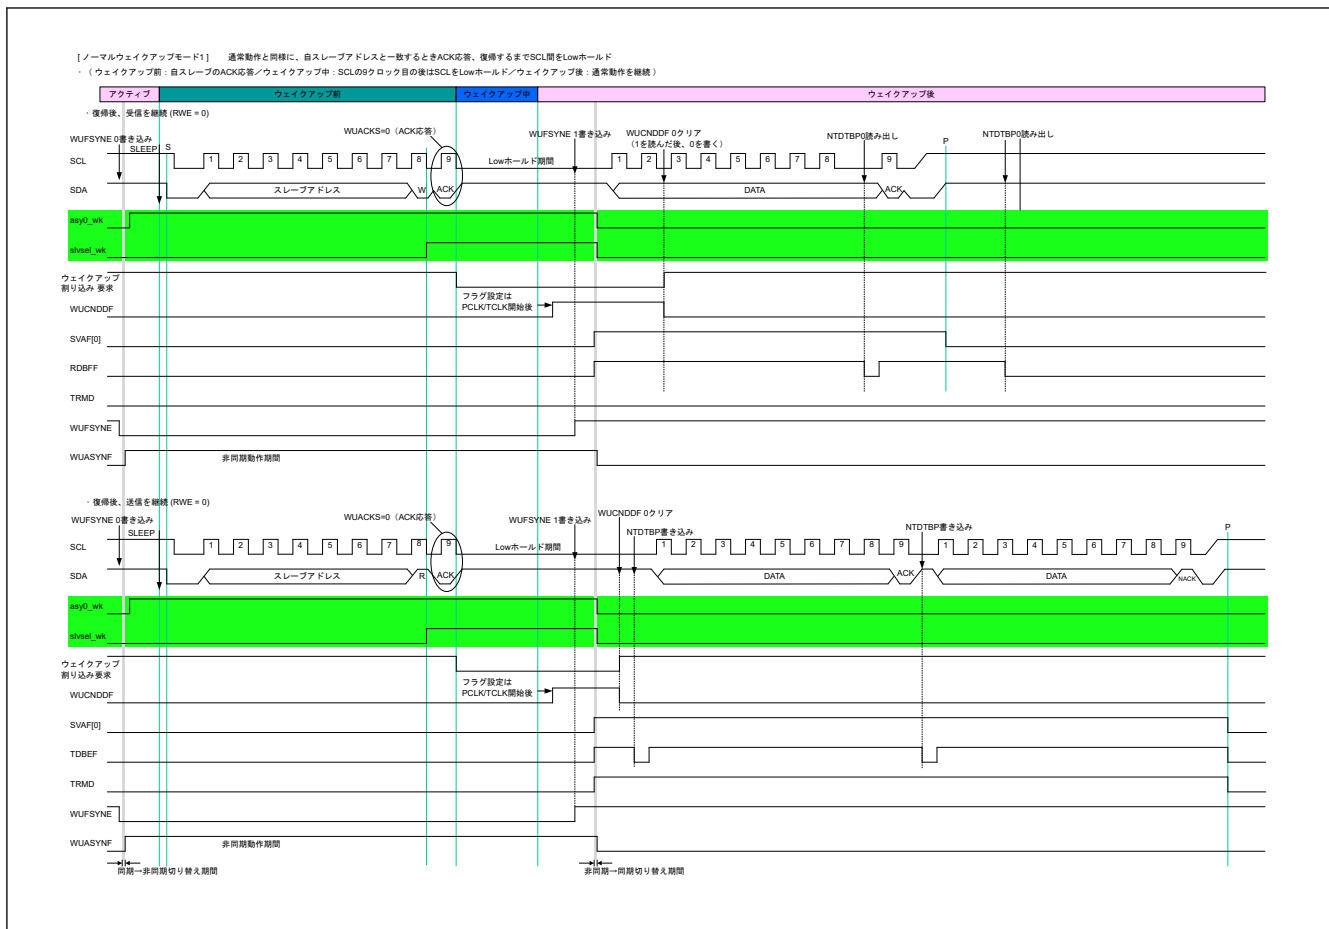 [ ノーマルウェイクアップモード1 ]　　通常動作と同様に、自スレーブアドレスと一致するときACK応答、復帰するまでSCL間をLowホールド
・（ ウェイクアップ前 : 自スレーブのACK応答／ウェイクアップ中 : SCLの9クロック目の後はSCLをLowホールド／ウェイクアップ後 : 通常動作を継続 ）
アクティブ ウェイクアップ前 ウェイクアップ中 ウェイクアップ後
・復帰後、受信を継続 (RWE = 0)
WUFSYNE 0書き込み
SLEEP
S
WUACKS=0（ACK応答）
WUFSYNE 1書き込み
WUCNDDF 0クリア
（1を読んだ後、0を書く）
NTDTBP0読み出し
P
NTDTBP0読み出し
SCL 1 2 3 4 5 6 7 8 9 Lowホールド期間 1 2 3 4 5 6 7 8 9
SDA スレーブアドレス W ACK DATA ACK
asy0_wk
slvsel_wk
ウェイクアップ
割り込み 要求
フラグ設定は
PCLK/TCLK開始後
WUCNDDF
SVAF[0]
RDBFF
TRMD
WUFSYNE
WUASYNF 非同期動作期間
・復帰後、送信を継続 (RWE = 0)
WUFSYNE 0書き込み
SLEEP
WUACKS=0（ACK応答）
WUFSYNE 1書き込み
WUCNDDF 0クリア
NTDTBP書き込み
NTDTBP書き込み
P
SCL 1 2 3 4 5 6 7 8 9 Lowホールド期間 1 2 3 4 5 6 7 8 9 1 2 3 4 5 6 7 8 9
SDA スレーブアドレス R ACK DATA ACK DATA NACK
asy0_wk
slvsel_wk
ウェイクアップ
割り込み要求
フラグ設定は
PCLK/TCLK開始後
WUCNDDF
SVAF[0]
TDBEF
TRMD
WUFSYNE
WUASYNF 非同期動作期間
同期→非同期切り替え期間 非同期→同期切り替え期間